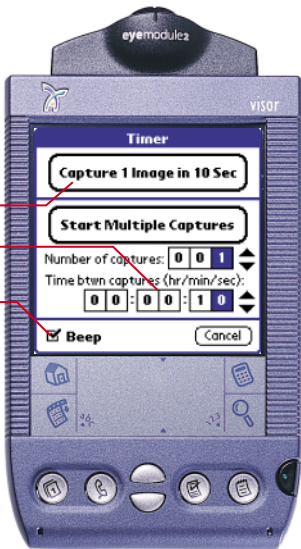 eyemodule2
visor
Timer
Capture 1 Image in 10 Sec
Start Multiple Captures
Number of captures: 0 0 1
Time btwn captures (hr/min/sec):
0 0 : 0 0 : 1 0
Beep
Cancel